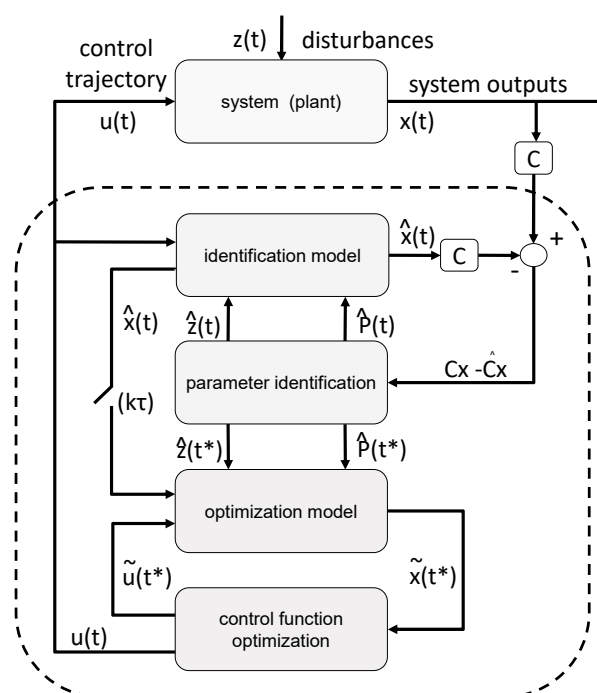 z(t) disturbances
control
trajectory
u(t)
system (plant)
system outputs
x(t)
C
+
identification model
x̂(t)
C
-
x̂(t)
ẑ(t)
P̂(t)
parameter identification
Cx -Cx̂
(kτ)
ẑ(t*)
P̂(t*)
optimization model
ũ(t*)
x̃(t*)
control function
optimization
u(t)